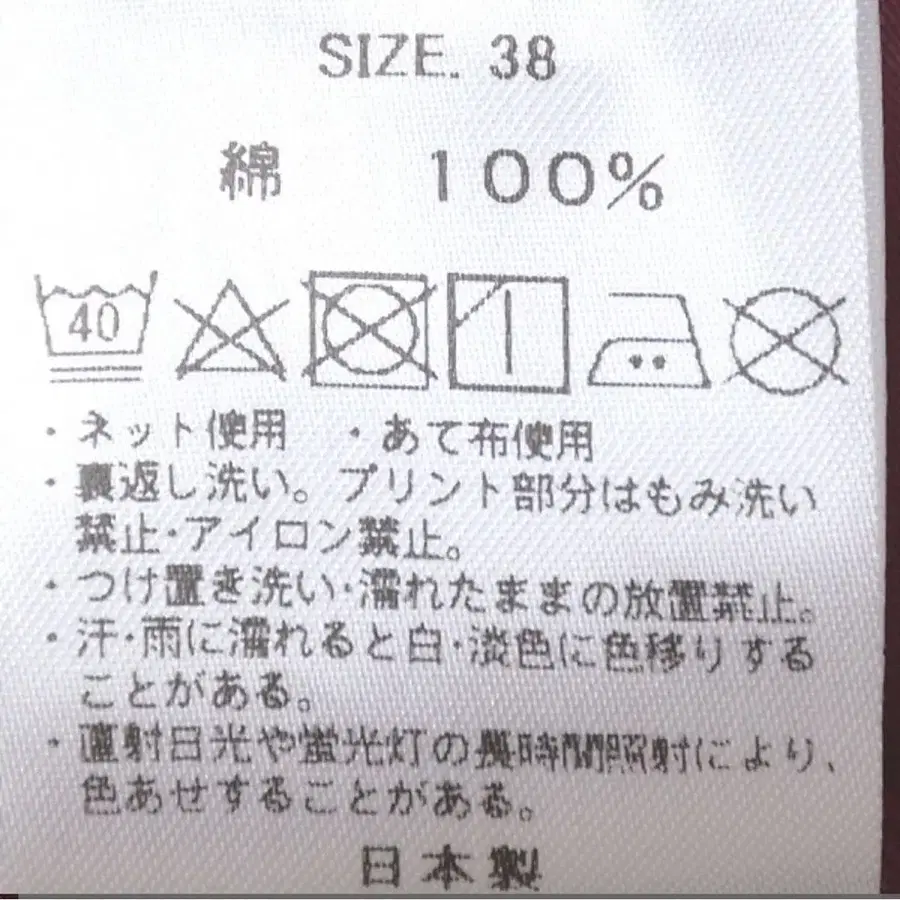 SIZE. 38
綿 100%
40
・ネット使用 ・あて布使用
・裏返し洗い。プリント部分はもみ洗い
禁止・アイロン禁止。
・つけ置き洗い・濡れたままの放置禁止。
・汗・雨に濡れると白・淡色に色移りする
ことがある。
・直射日光や蛍光灯の長時間照射により、
色あせすることがある。
日本製